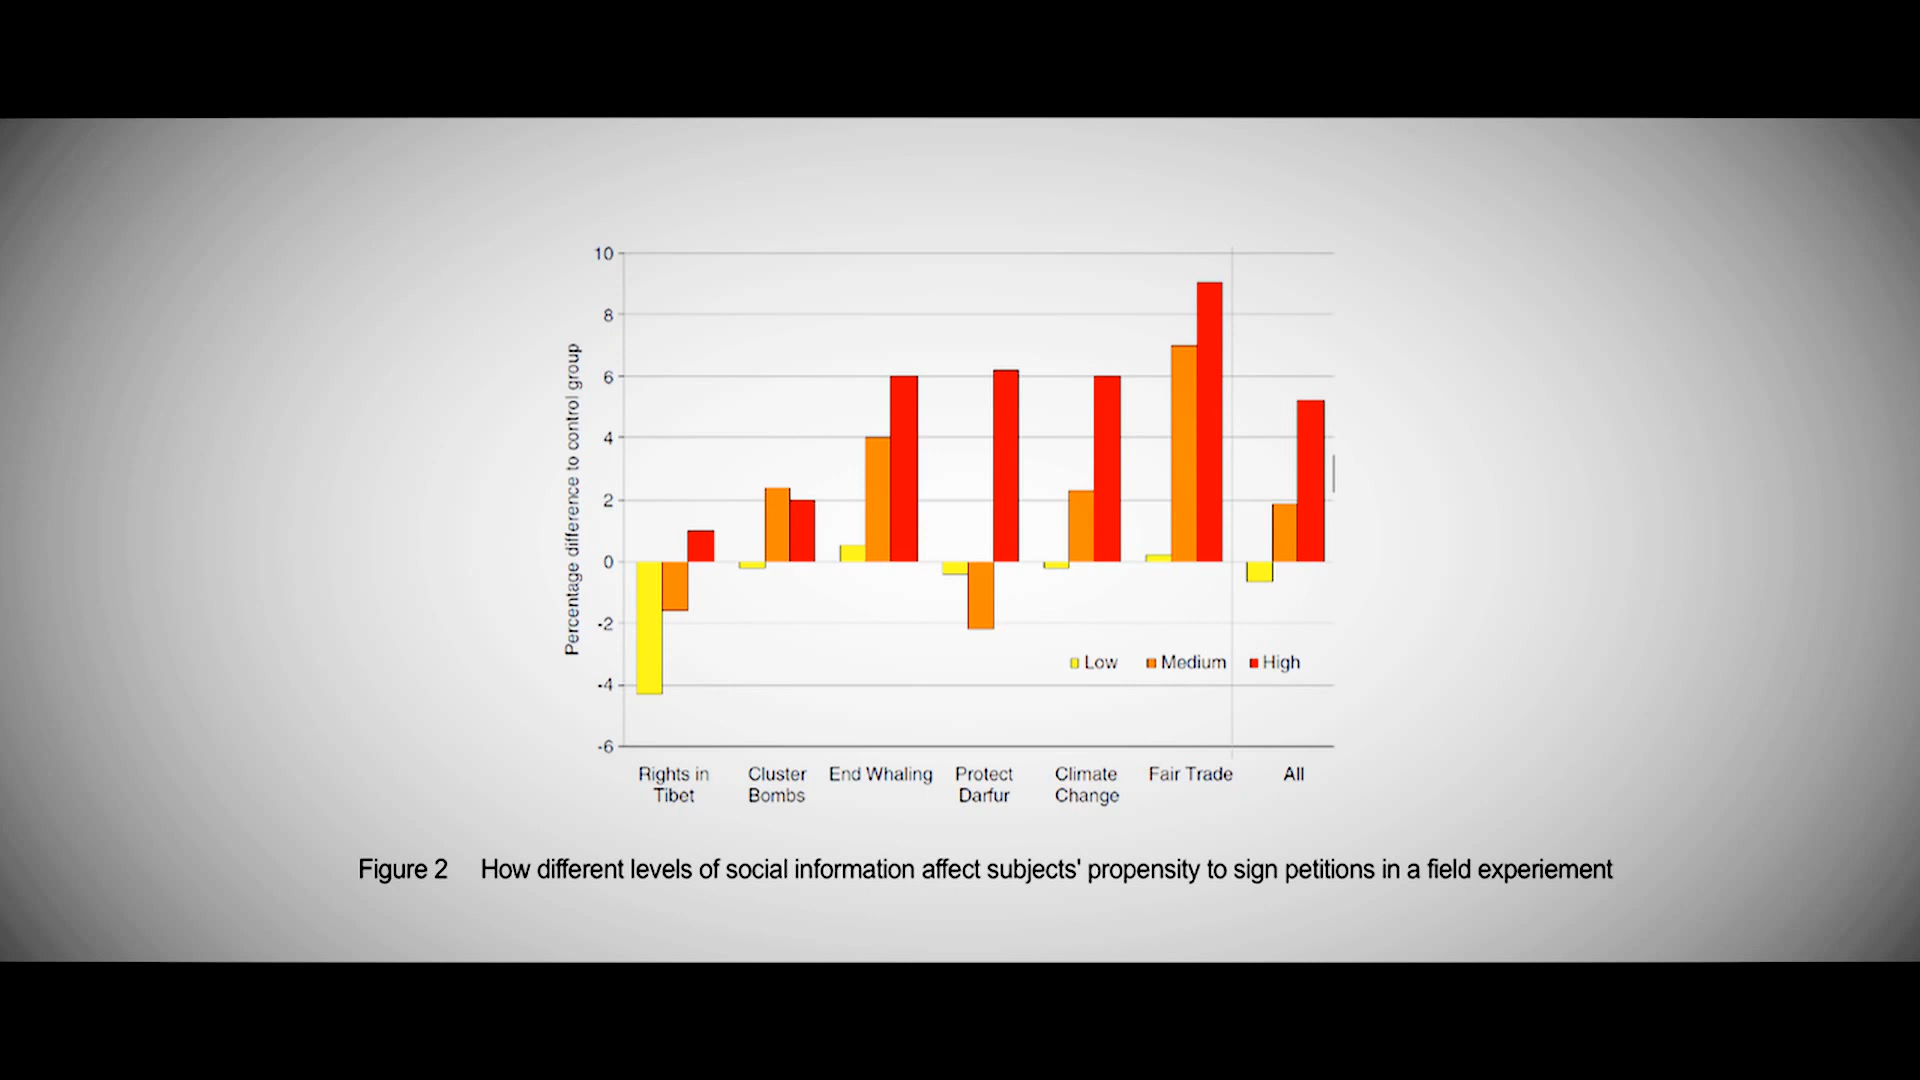 10
8
6
4
2
0
-2
-4
-6
Percentage difference to control group
Low Medium High
Rights in Tibet
Cluster Bombs
End Whaling
Protect Darfur
Climate Change
Fair Trade
All
Figure 2 How different levels of social information affect subjects' propensity to sign petitions in a field experiement